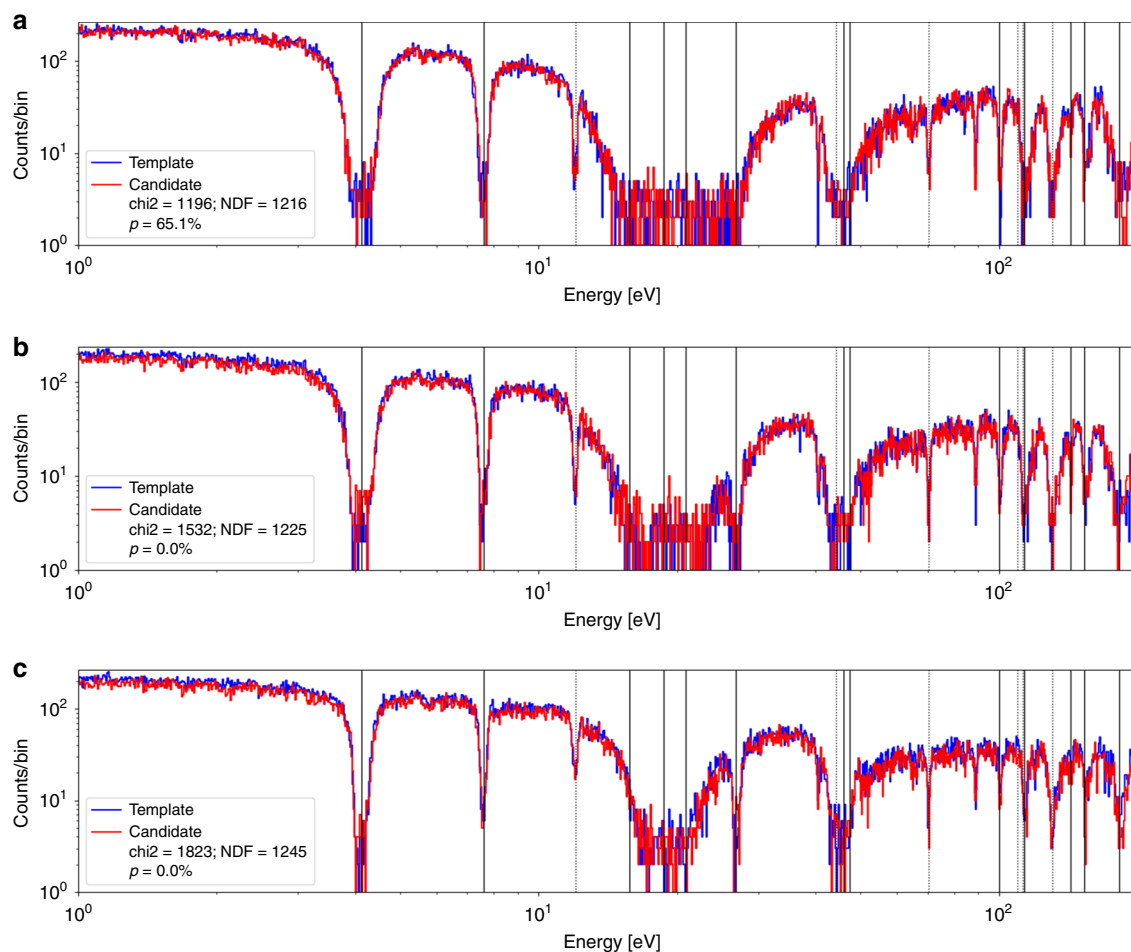 a
Counts/bin
10²
10¹
10⁰
Template
Candidate
chi2 = 1196; NDF = 1216
p = 65.1%
10⁰
10¹
10²
Energy [eV]
b
Counts/bin
10²
10¹
10⁰
Template
Candidate
chi2 = 1532; NDF = 1225
p = 0.0%
10⁰
10¹
10²
Energy [eV]
c
Counts/bin
10²
10¹
10⁰
Template
Candidate
chi2 = 1823; NDF = 1245
p = 0.0%
10⁰
10¹
10²
Energy [eV]